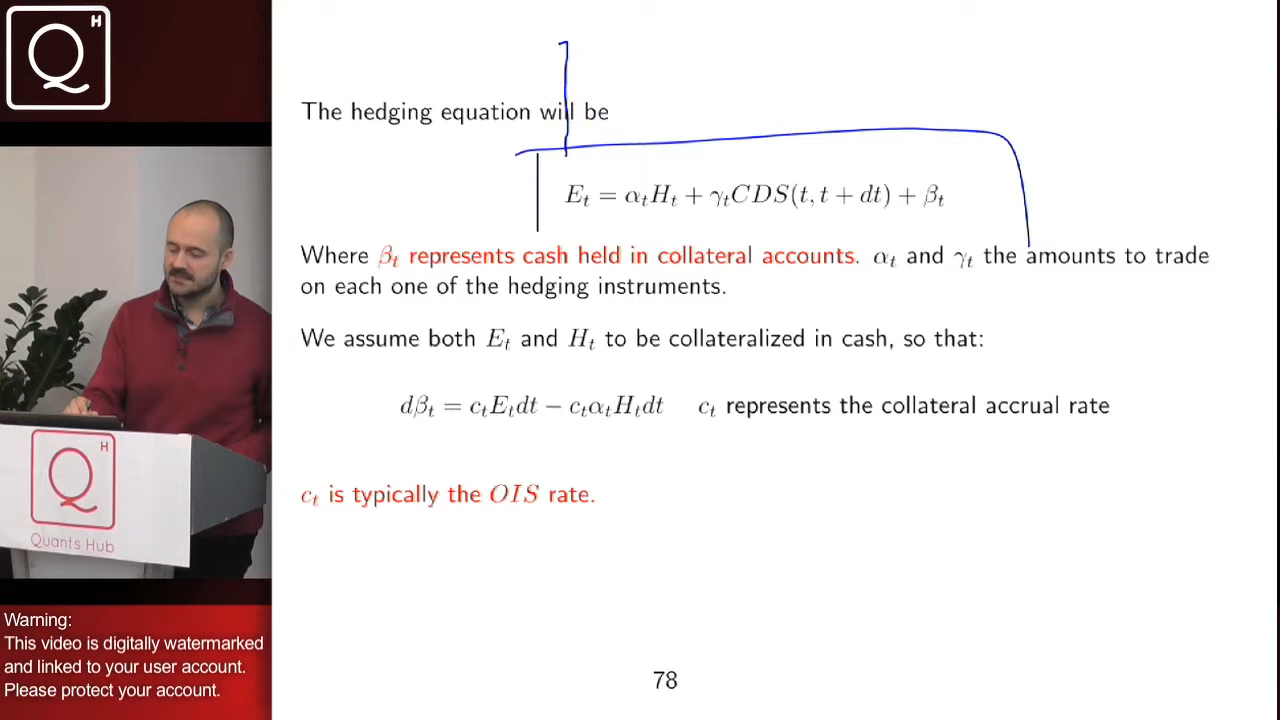 H
Q
The hedging equation will be
E_t = α_t H_t + γ_t CDS(t, t + dt) + β_t
Where β_t represents cash held in collateral accounts. α_t and γ_t the amounts to trade
on each one of the hedging instruments.
We assume both E_t and H_t to be collateralized in cash, so that:
dβ_t = c_t E_t dt − c_t α_t H_t dt c_t represents the collateral accrual rate
c_t is typically the OIS rate.
H
Q
Quants Hub
Warning:
This video is digitally watermarked
and linked to your user account.
Please protect your account.
78